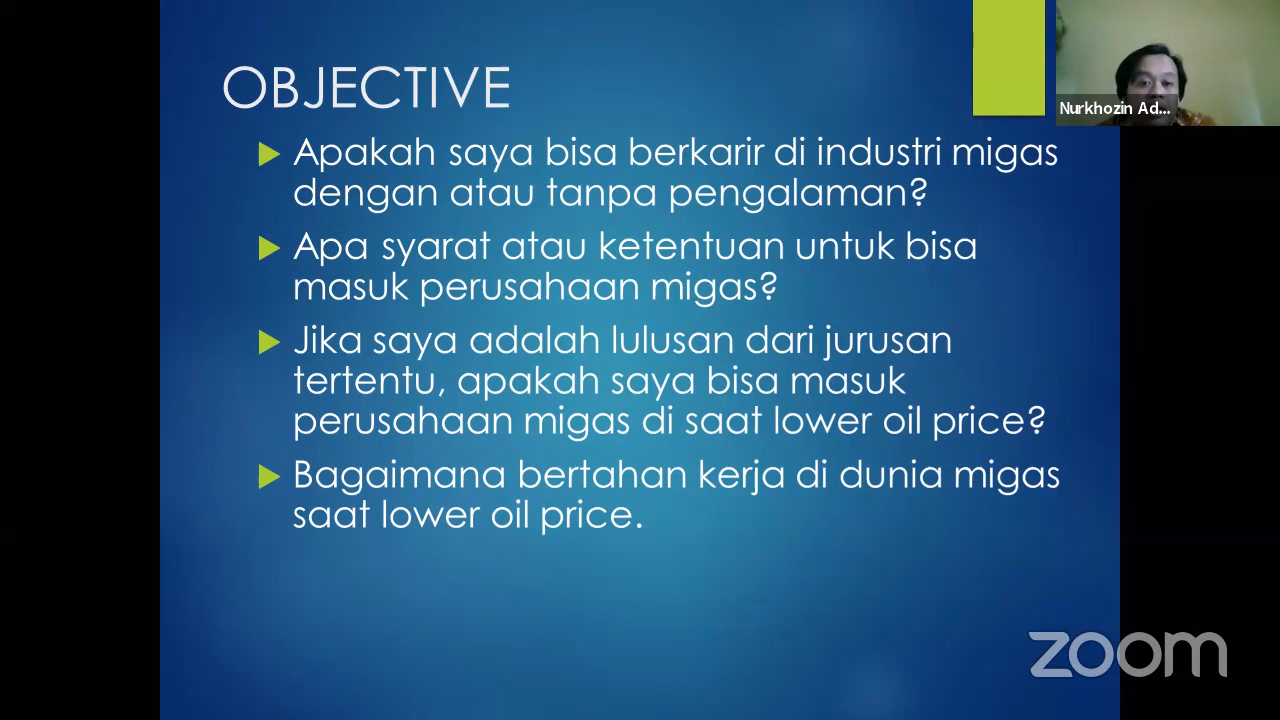 OBJECTIVE
Nurkhozin Ad...
Apakah saya bisa berkarir di industri migas
dengan atau tanpa pengalaman?
Apa syarat atau ketentuan untuk bisa
masuk perusahaan migas?
Jika saya adalah lulusan dari jurusan
tertentu, apakah saya bisa masuk
perusahaan migas di saat lower oil price?
Bagaimana bertahan kerja di dunia migas
saat lower oil price.
zoom